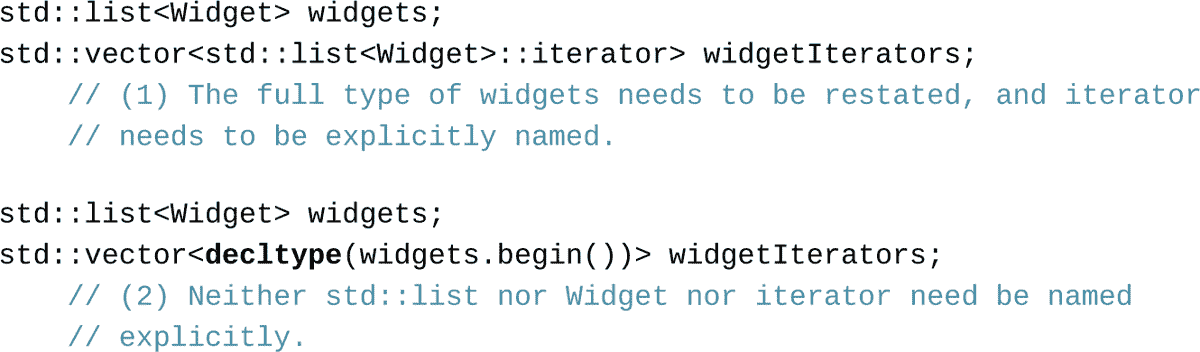 std::list<Widget> widgets;
std::vector<std::list<Widget>::iterator> widgetIterators;
// (1) The full type of widgets needs to be restated, and iterator
// needs to be explicitly named.
std::list<Widget> widgets;
std::vector<decltype(widgets.begin())> widgetIterators;
// (2) Neither std::list nor Widget nor iterator need be named
// explicitly.